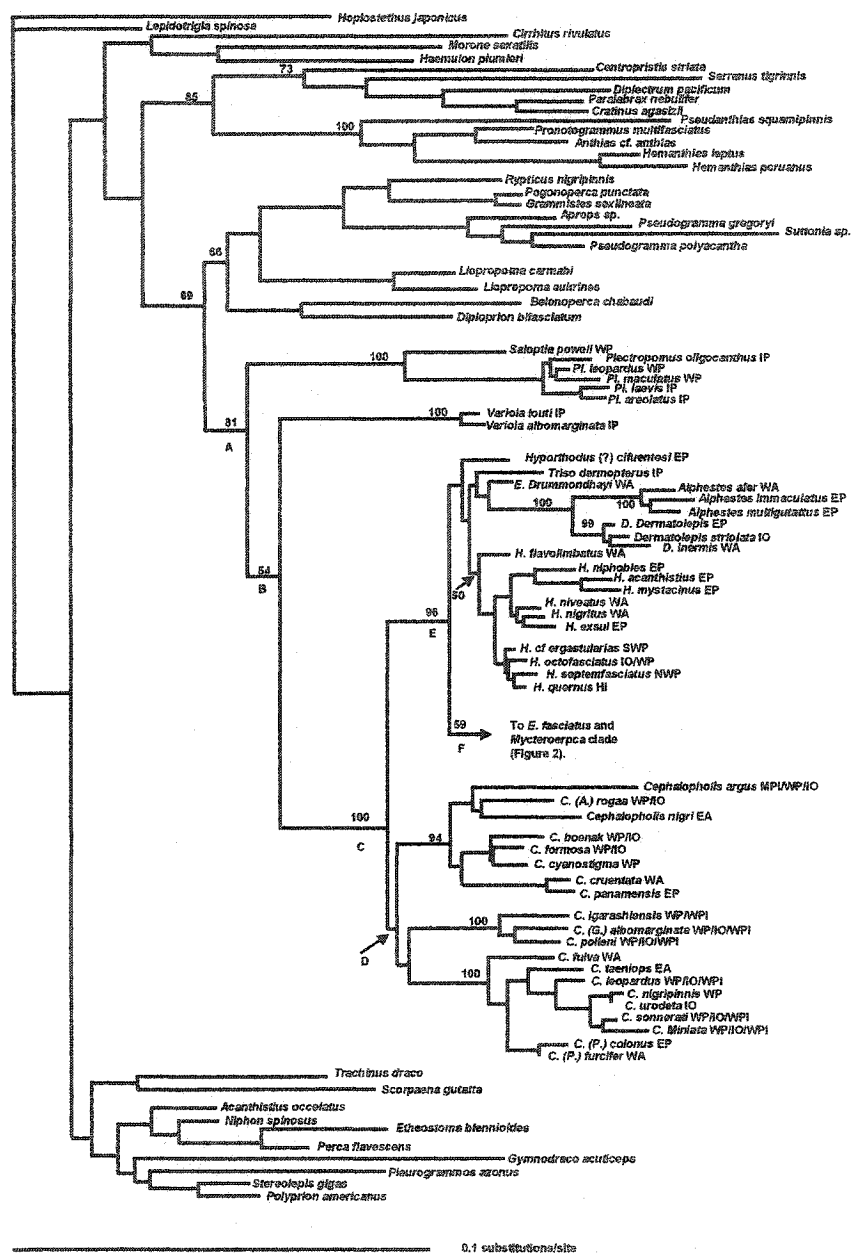 Hoplostethus japonicus
Lepidotrigla spinosa
Cirrhitus rivulatus
Morone saxatilis
Haemulon plumieri
73
Centropristis striata
Serranus tigrinnis
Diplectrum pacificum
85
Paralabrax nebulifer
Cratinus agasizii
100
Pseudanthias squamipinnis
Pronotogrammus multifasciatus
Anthias cf. anthias
Hemanthias leptus
Hemanthias peruanus
Rypticus nigripinnis
Pogonoperca punctata
Grammistes sexlineata
Aprops sp.
Pseudogramma gregoryi
Suttonia sp.
Pseudogramma polyacantha
66
Liopropoma carmabi
Liopropoma aulrines
69
Belonoperca chabaudi
Diploprion bifasciatum
100
Saloptia powelli WP
Plectropomus oligocanthus IP
Pl. leopardus WP
Pl. maculatus WP
Pl. laevis IP
Pl. areolatus IP
81
A
100
Variola louti IP
Variola albomarginata IP
Hyporthodus (?) cifuentesi EP
Triso dermopterus IP
E. Drummondhayi WA
100
Alphestes afer WA
100
Alphestes immaculatus EP
Alphestes multiguttattus EP
99
D. Dermatolepis EP
Dermatolepis striolata IO
D. inermis WA
H. flavolimbatus WA
54
B
50
H. niphobles EP
H. acanthistius EP
H. mystacinus EP
H. niveatus WA
96
E
H. nigritus WA
H. exsul EP
H. cf ergastularias SWP
H. octofasciatus IO/WP
H. septemfasciatus NWP
H. quernus HI
59
F
To E. fasciatus and
Mycteroerpca clade
(Figure 2).
Cephalopholis argus MPI/WP/IO
C. (A.) rogaa WP/IO
Cephalopholis nigri EA
100
C
94
C. boenak WP/IO
C. formosa WP/IO
C. cyanostigma WP
C. cruentata WA
C. panamensis EP
100
C. igarashiensis WP/WPI
C. (G.) albomarginata WP/IO/WPI
C. polleni WP/IO/WPI
D
100
C. fulva WA
C. taeniops EA
C. leopardus WP/IO/WPI
C. nigripinnis WP
C. urodeta IO
C. sonnerati WP/IO/WPI
C. Miniata WP/IO/WPI
C. (P.) colonus EP
C. (P.) furcifer WA
Trachinus draco
Scorpaena gutatta
Acanthistius occelatus
Niphon spinosus
Etheostoma blennioides
Perca flavescens
Gymnodraco acuticeps
Pleurogrammos azonus
Stereolepis gigas
Polyprion americanus
0.1 substitutions/site